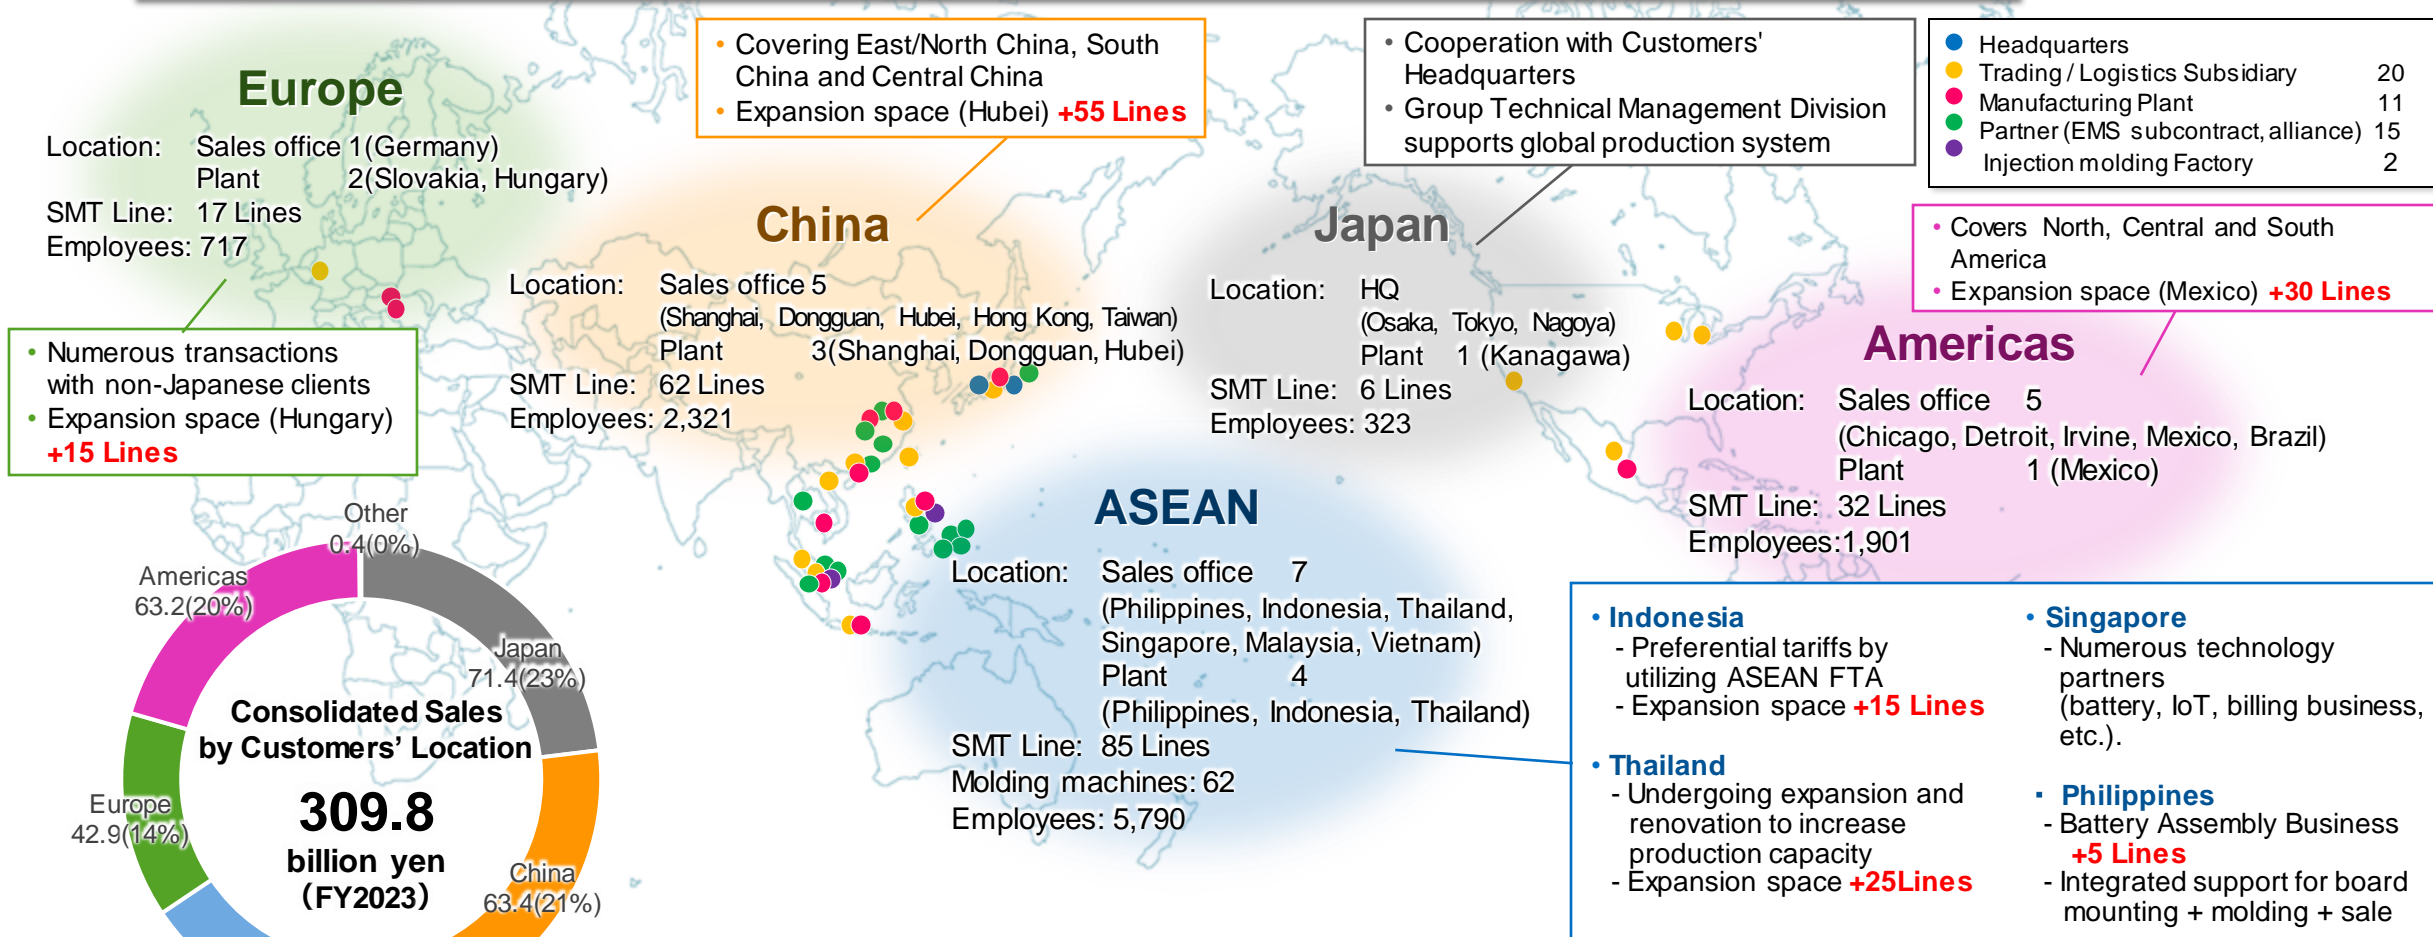 Europe
Location: Sales office 1(Germany)
Plant 2(Slovakia, Hungary)
SMT Line: 17 Lines
Employees: 717
• Numerous transactions
with non-Japanese clients
• Expansion space (Hungary)
+15 Lines
• Covering East/North China, South
China and Central China
• Expansion space (Hubei) +55 Lines
China
Location: Sales office 5
(Shanghai, Dongguan, Hubei, Hong Kong, Taiwan)
Plant 3(Shanghai, Dongguan, Hubei)
SMT Line: 62 Lines
Employees: 2,321
• Cooperation with Customers'
Headquarters
• Group Technical Management Division
supports global production system
Japan
Location: HQ
(Osaka, Tokyo, Nagoya)
Plant 1 (Kanagawa)
SMT Line: 6 Lines
Employees: 323
Headquarters
Trading / Logistics Subsidiary 20
Manufacturing Plant 11
Partner (EMS subcontract, alliance) 15
Injection molding Factory 2
• Covers North, Central and South
America
• Expansion space (Mexico) +30 Lines
Americas
Location: Sales office 5
(Chicago, Detroit, Irvine, Mexico, Brazil)
Plant 1 (Mexico)
SMT Line: 32 Lines
Employees:1,901
ASEAN
Location: Sales office 7
(Philippines, Indonesia, Thailand,
Singapore, Malaysia, Vietnam)
Plant 4
(Philippines, Indonesia, Thailand)
SMT Line: 85 Lines
Molding machines: 62
Employees: 5,790
• Indonesia
- Preferential tariffs by
utilizing ASEAN FTA
- Expansion space +15 Lines
• Thailand
- Undergoing expansion and
renovation to increase
production capacity
- Expansion space +25Lines
• Singapore
- Numerous technology
partners
(battery, IoT, billing business,
etc.).
▪ Philippines
- Battery Assembly Business
+5 Lines
- Integrated support for board
mounting + molding + sale
Other
0.4(0%)
Americas
63.2(20%)
Japan
71.4(23%)
Consolidated Sales
by Customers’ Location
309.8
billion yen
（FY2023）
Europe
42.9(14%)
China
63.4(21%)